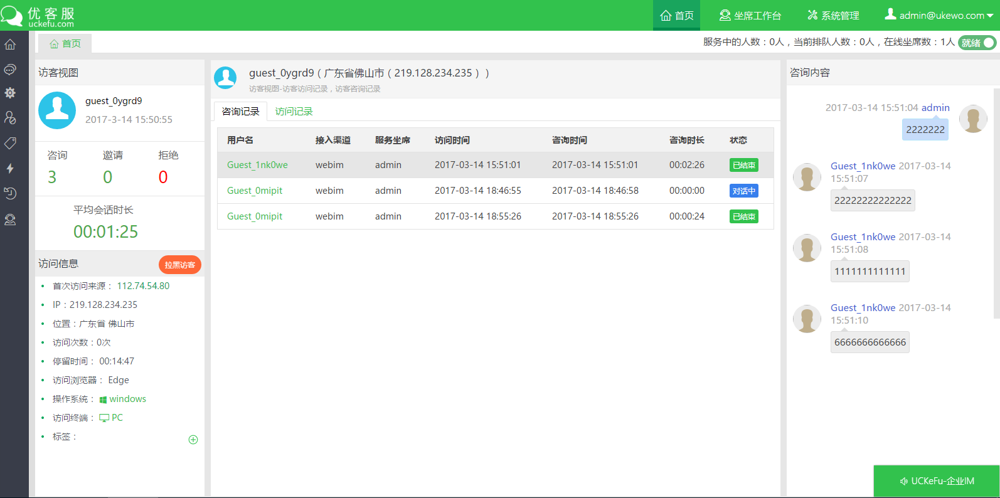 优客服
uckefu.com
首页
坐席工作台
系统管理
admin@ukewo.com
首页
服务中的人数：0人，当前排队人数：0人，在线坐席数：1人
就绪
访客视图
guest_0ygrd9
2017-3-14 15:50:55
咨询 邀请 拒绝
3 0 0
平均会话时长
00:01:25
访问信息
拉黑访客
首次访问来源： 112.74.54.80
IP：219.128.234.235
位置：广东省 佛山市
访问次数：0次
停留时间： 00:14:47
访问浏览器： Edge
操作系统： windows
访问终端： PC
标签：
guest_0ygrd9（广东省佛山市（219.128.234.235））
访客视图-访客访问记录，访客咨询记录
咨询记录 访问记录
用户名 接入渠道 服务坐席 访问时间 咨询时间 咨询时长 状态
Guest_1nk0we webim admin 2017-03-14 15:51:01 2017-03-14 15:51:01 00:02:26 已结束
Guest_0mipit webim admin 2017-03-14 18:46:55 2017-03-14 18:46:58 00:00:00 对话中
Guest_0mipit webim admin 2017-03-14 18:55:26 2017-03-14 18:55:26 00:00:24 已结束
咨询内容
2017-03-14 15:51:04 admin
2222222
Guest_1nk0we 2017-03-14
15:51:07
22222222222222
Guest_1nk0we 2017-03-14
15:51:08
1111111111111
Guest_1nk0we 2017-03-14
15:51:10
6666666666666
UCKeFu-企业IM